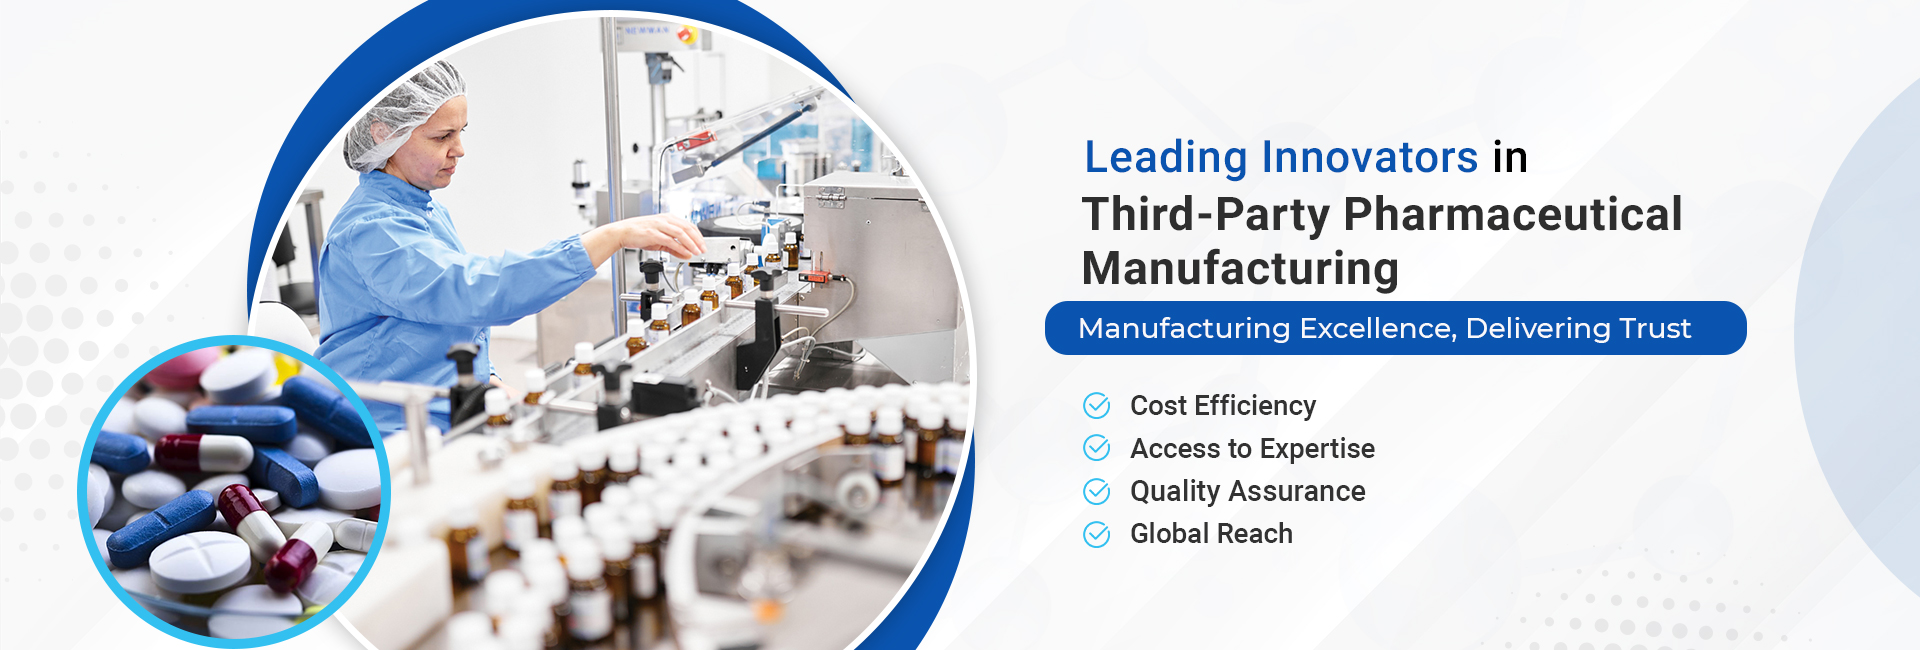 Leading Innovators in
Third-Party Pharmaceutical
Manufacturing
Manufacturing Excellence, Delivering Trust
Cost Efficiency
Access to Expertise
Quality Assurance
Global Reach